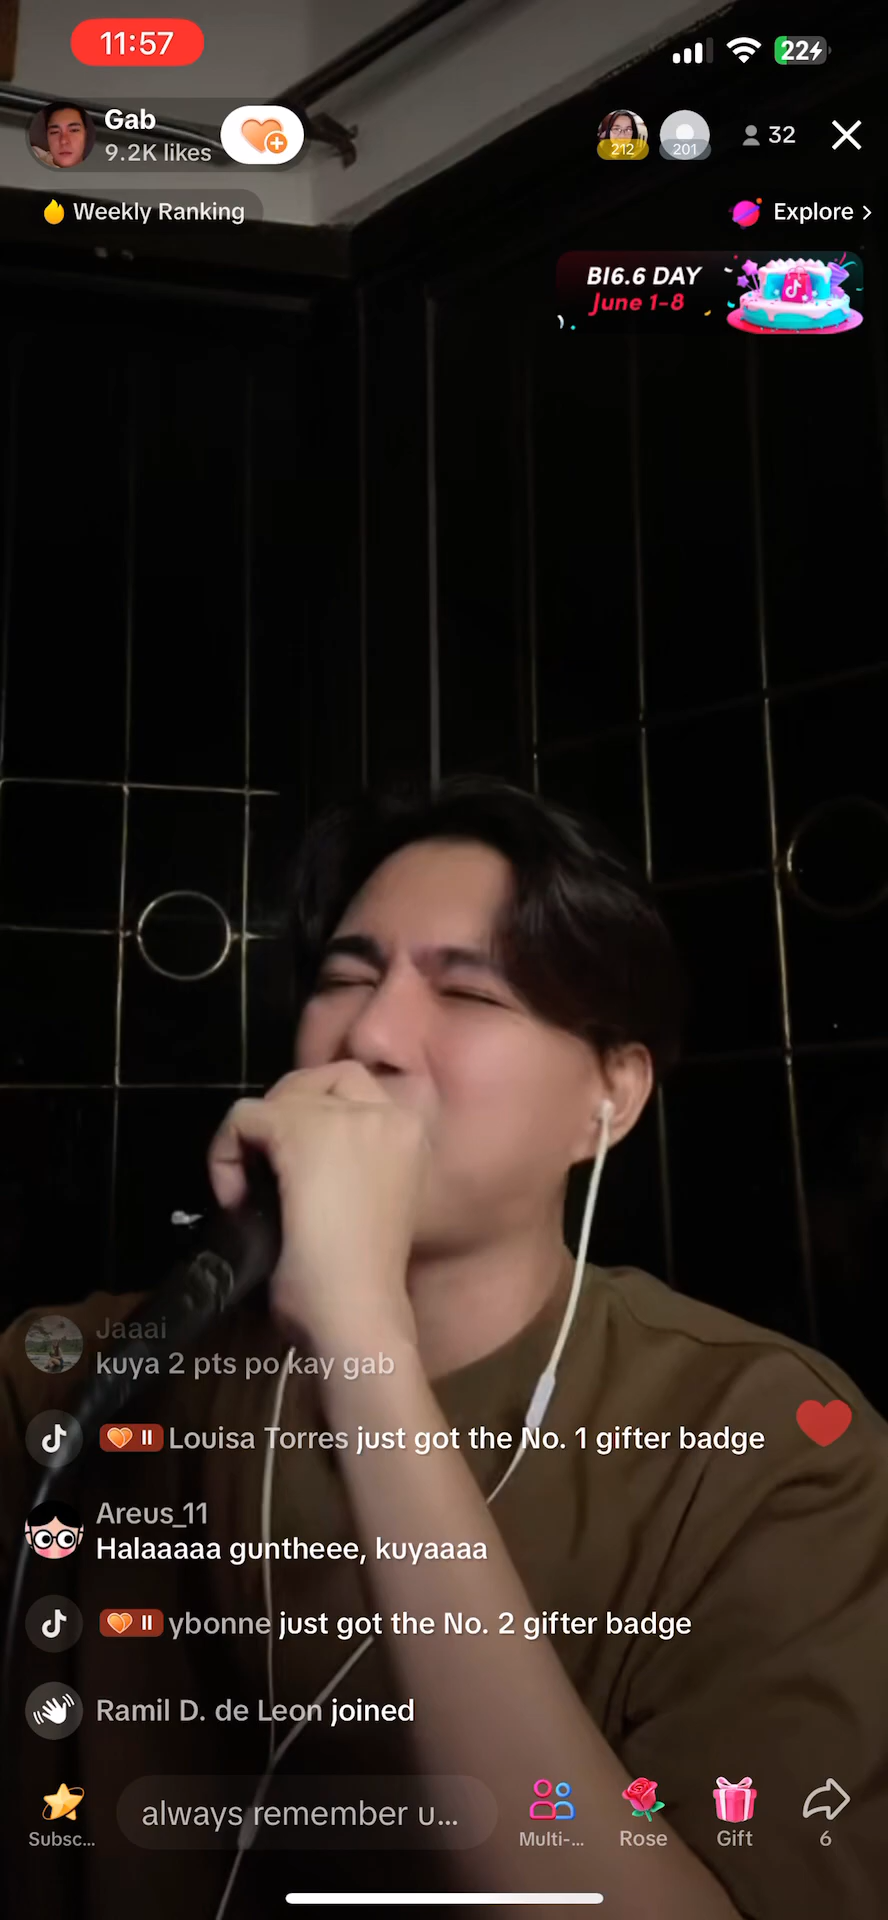 11:57
22
Gab
9.2K likes
212
201
32
Weekly Ranking
Explore
BI6.6 DAY
June 1-8
Jaaai
kuya 2 pts po kay gab
II Louisa Torres just got the No. 1 gifter badge
Areus_11
Halaaaaa guntheee, kuyaaaa
II ybonne just got the No. 2 gifter badge
Ramil D. de Leon joined
always remember u...
Subsc...
Multi-...
Rose
Gift
6